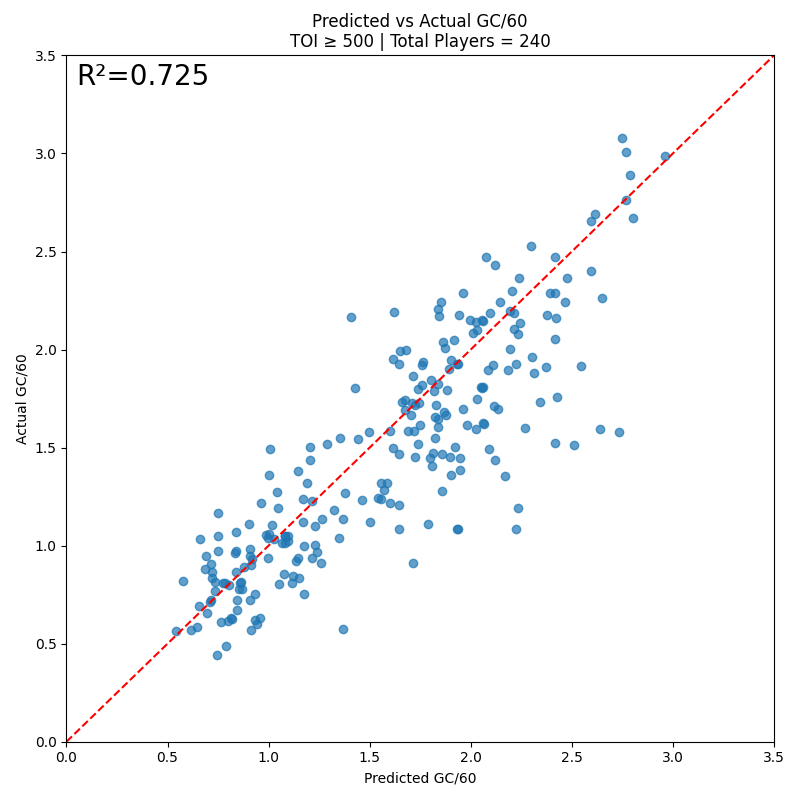 Predicted vs Actual GC/60
TOI ≥ 500 | Total Players = 240
R²=0.725
3.5
3.0
2.5
2.0
1.5
1.0
0.5
0.0
Actual GC/60
0.0 0.5 1.0 1.5 2.0 2.5 3.0 3.5
Predicted GC/60